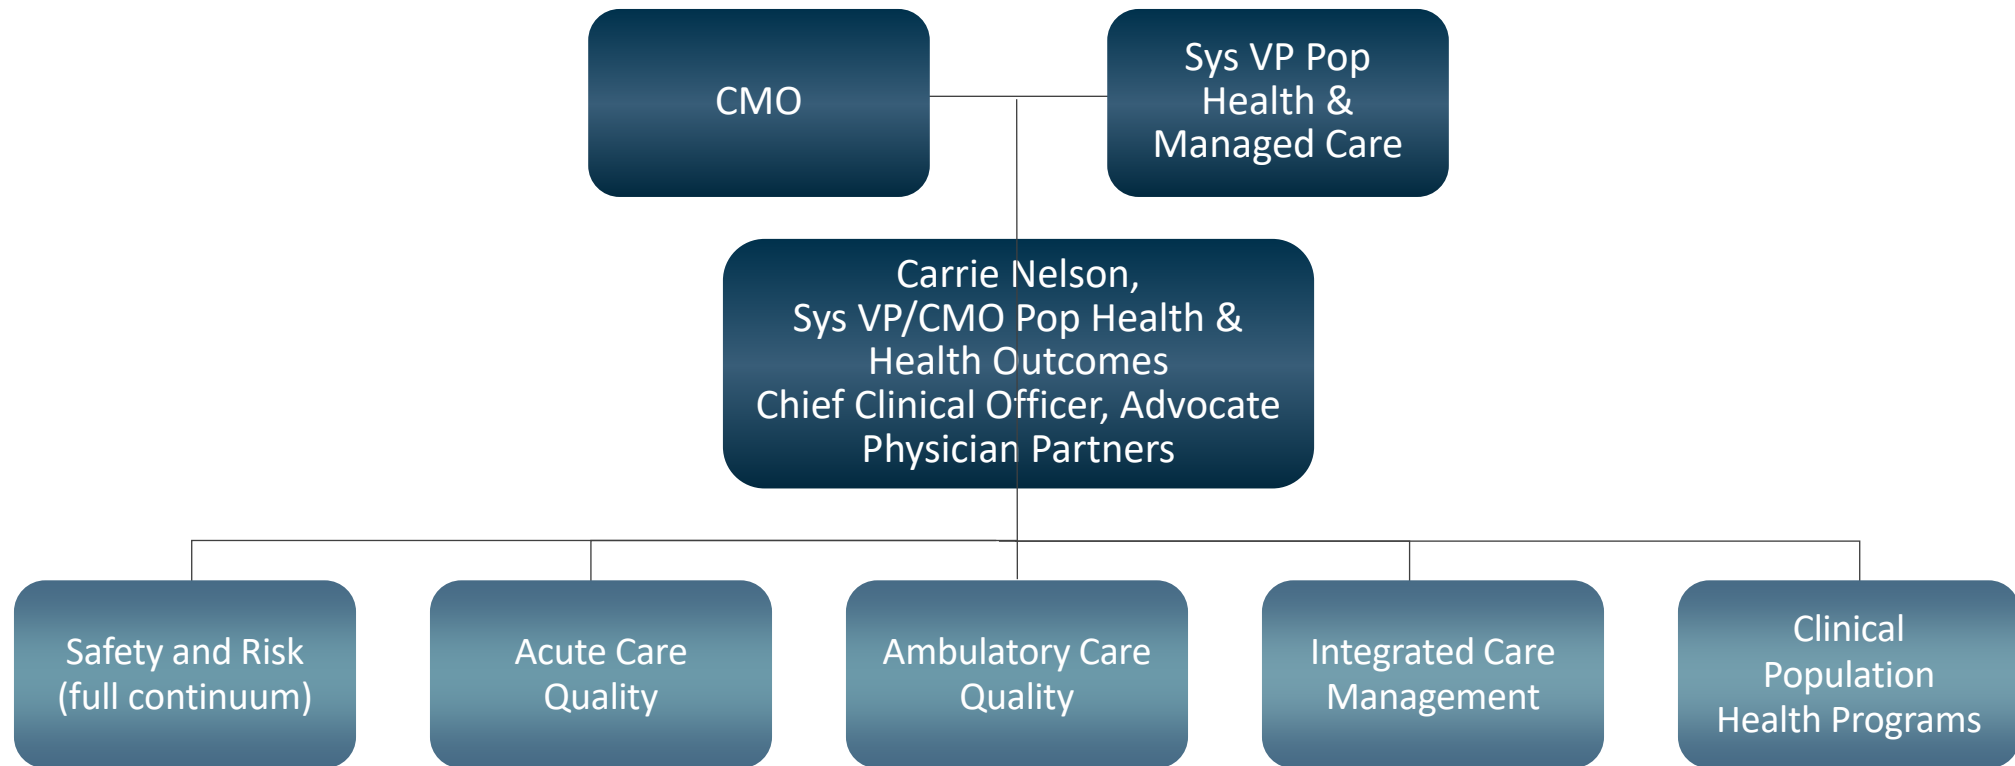 CMO
Sys VP Pop
Health &
Managed Care
Carrie Nelson,
Sys VP/CMO Pop Health &
Health Outcomes
Chief Clinical Officer, Advocate
Physician Partners
Safety and Risk
(full continuum)
Acute Care
Quality
Ambulatory Care
Quality
Integrated Care
Management
Clinical
Population
Health Programs